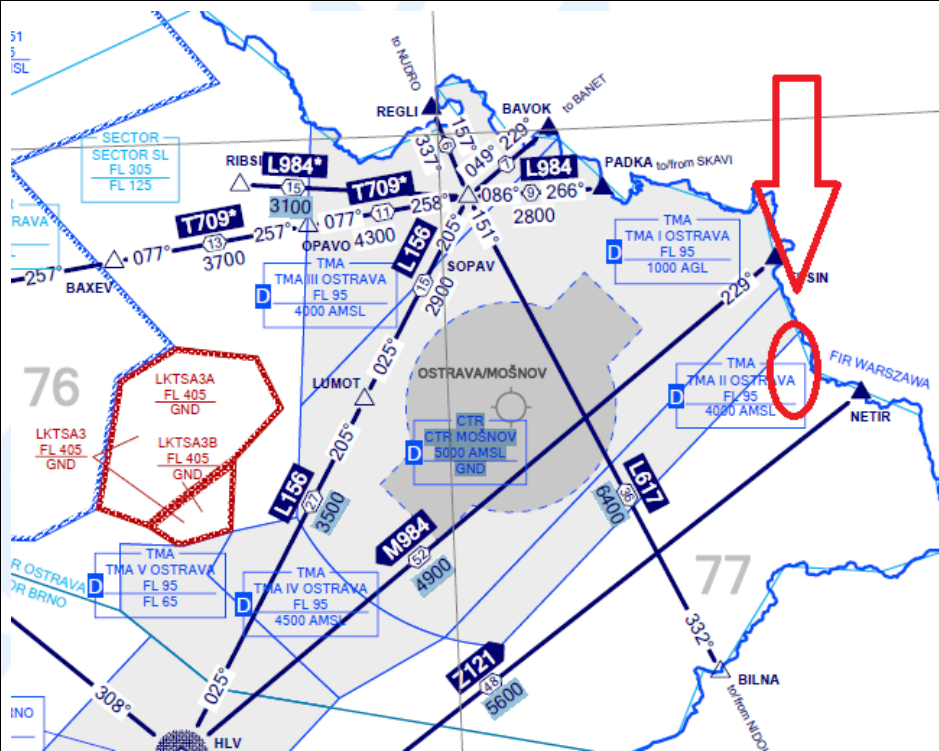 51
5
MSL
to NUDRO
REGLI
BAVOK
to BANET
157°
6
337°
049°
7
229°
SECTOR
SECTOR SL
FL 305
FL 125
RIBSI
L984*
15
3100
T709*
11
077°
258°
4300
OPAVO
086°
9
266°
L984
2800
PADKA
to/from SKAVI
T709*
077°
13
257°
3700
257°
BAXEV
RAVA
TMA
TMA III OSTRAVA
FL 95
4000 AMSL
D
L156
205°
15
2900
025°
SOPAV
151°
TMA
TMA I OSTRAVA
FL 95
1000 AGL
D
SIN
229°
76
LKTSA3A
FL 405
GND
LKTSA3
FL 405
GND
LKTSA3B
FL 405
GND
LUMOT
205°
OSTRAVA/MOŠNOV
CTR
CTR MOŠNOV
5000 AMSL
GND
D
TMA
TMA II OSTRAVA
FL 95
4000 AMSL
D
FIR WARSZAWA
NETIR
L156
27
3500
L617
36
6400
M984
52
4900
R OSTRAVA
OR BRNO
TMA
TMA V OSTRAVA
FL 95
FL 65
D
TMA
TMA IV OSTRAVA
FL 95
4500 AMSL
D
77
332°
BILNA
to/from NIDO
Z121
48
5600
025°
308°
RNO
HLV